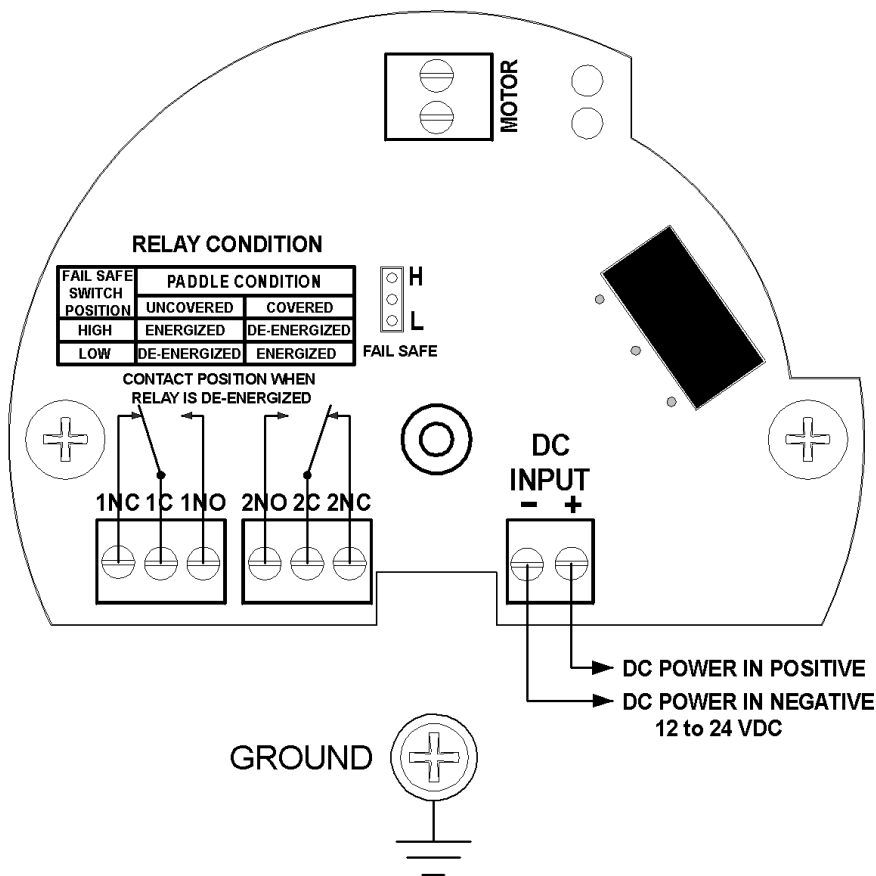 MOTOR
RELAY CONDITION
FAIL SAFE
SWITCH
POSITION
PADDLE CONDITION
UNCOVERED COVERED
HIGH ENERGIZED DE-ENERGIZED
LOW DE-ENERGIZED ENERGIZED
H
L
FAIL SAFE
CONTACT POSITION WHEN
RELAY IS DE-ENERGIZED
1NC 1C 1NO 2NO 2C 2NC
DC
INPUT
- +
DC POWER IN POSITIVE
DC POWER IN NEGATIVE
12 to 24 VDC
GROUND